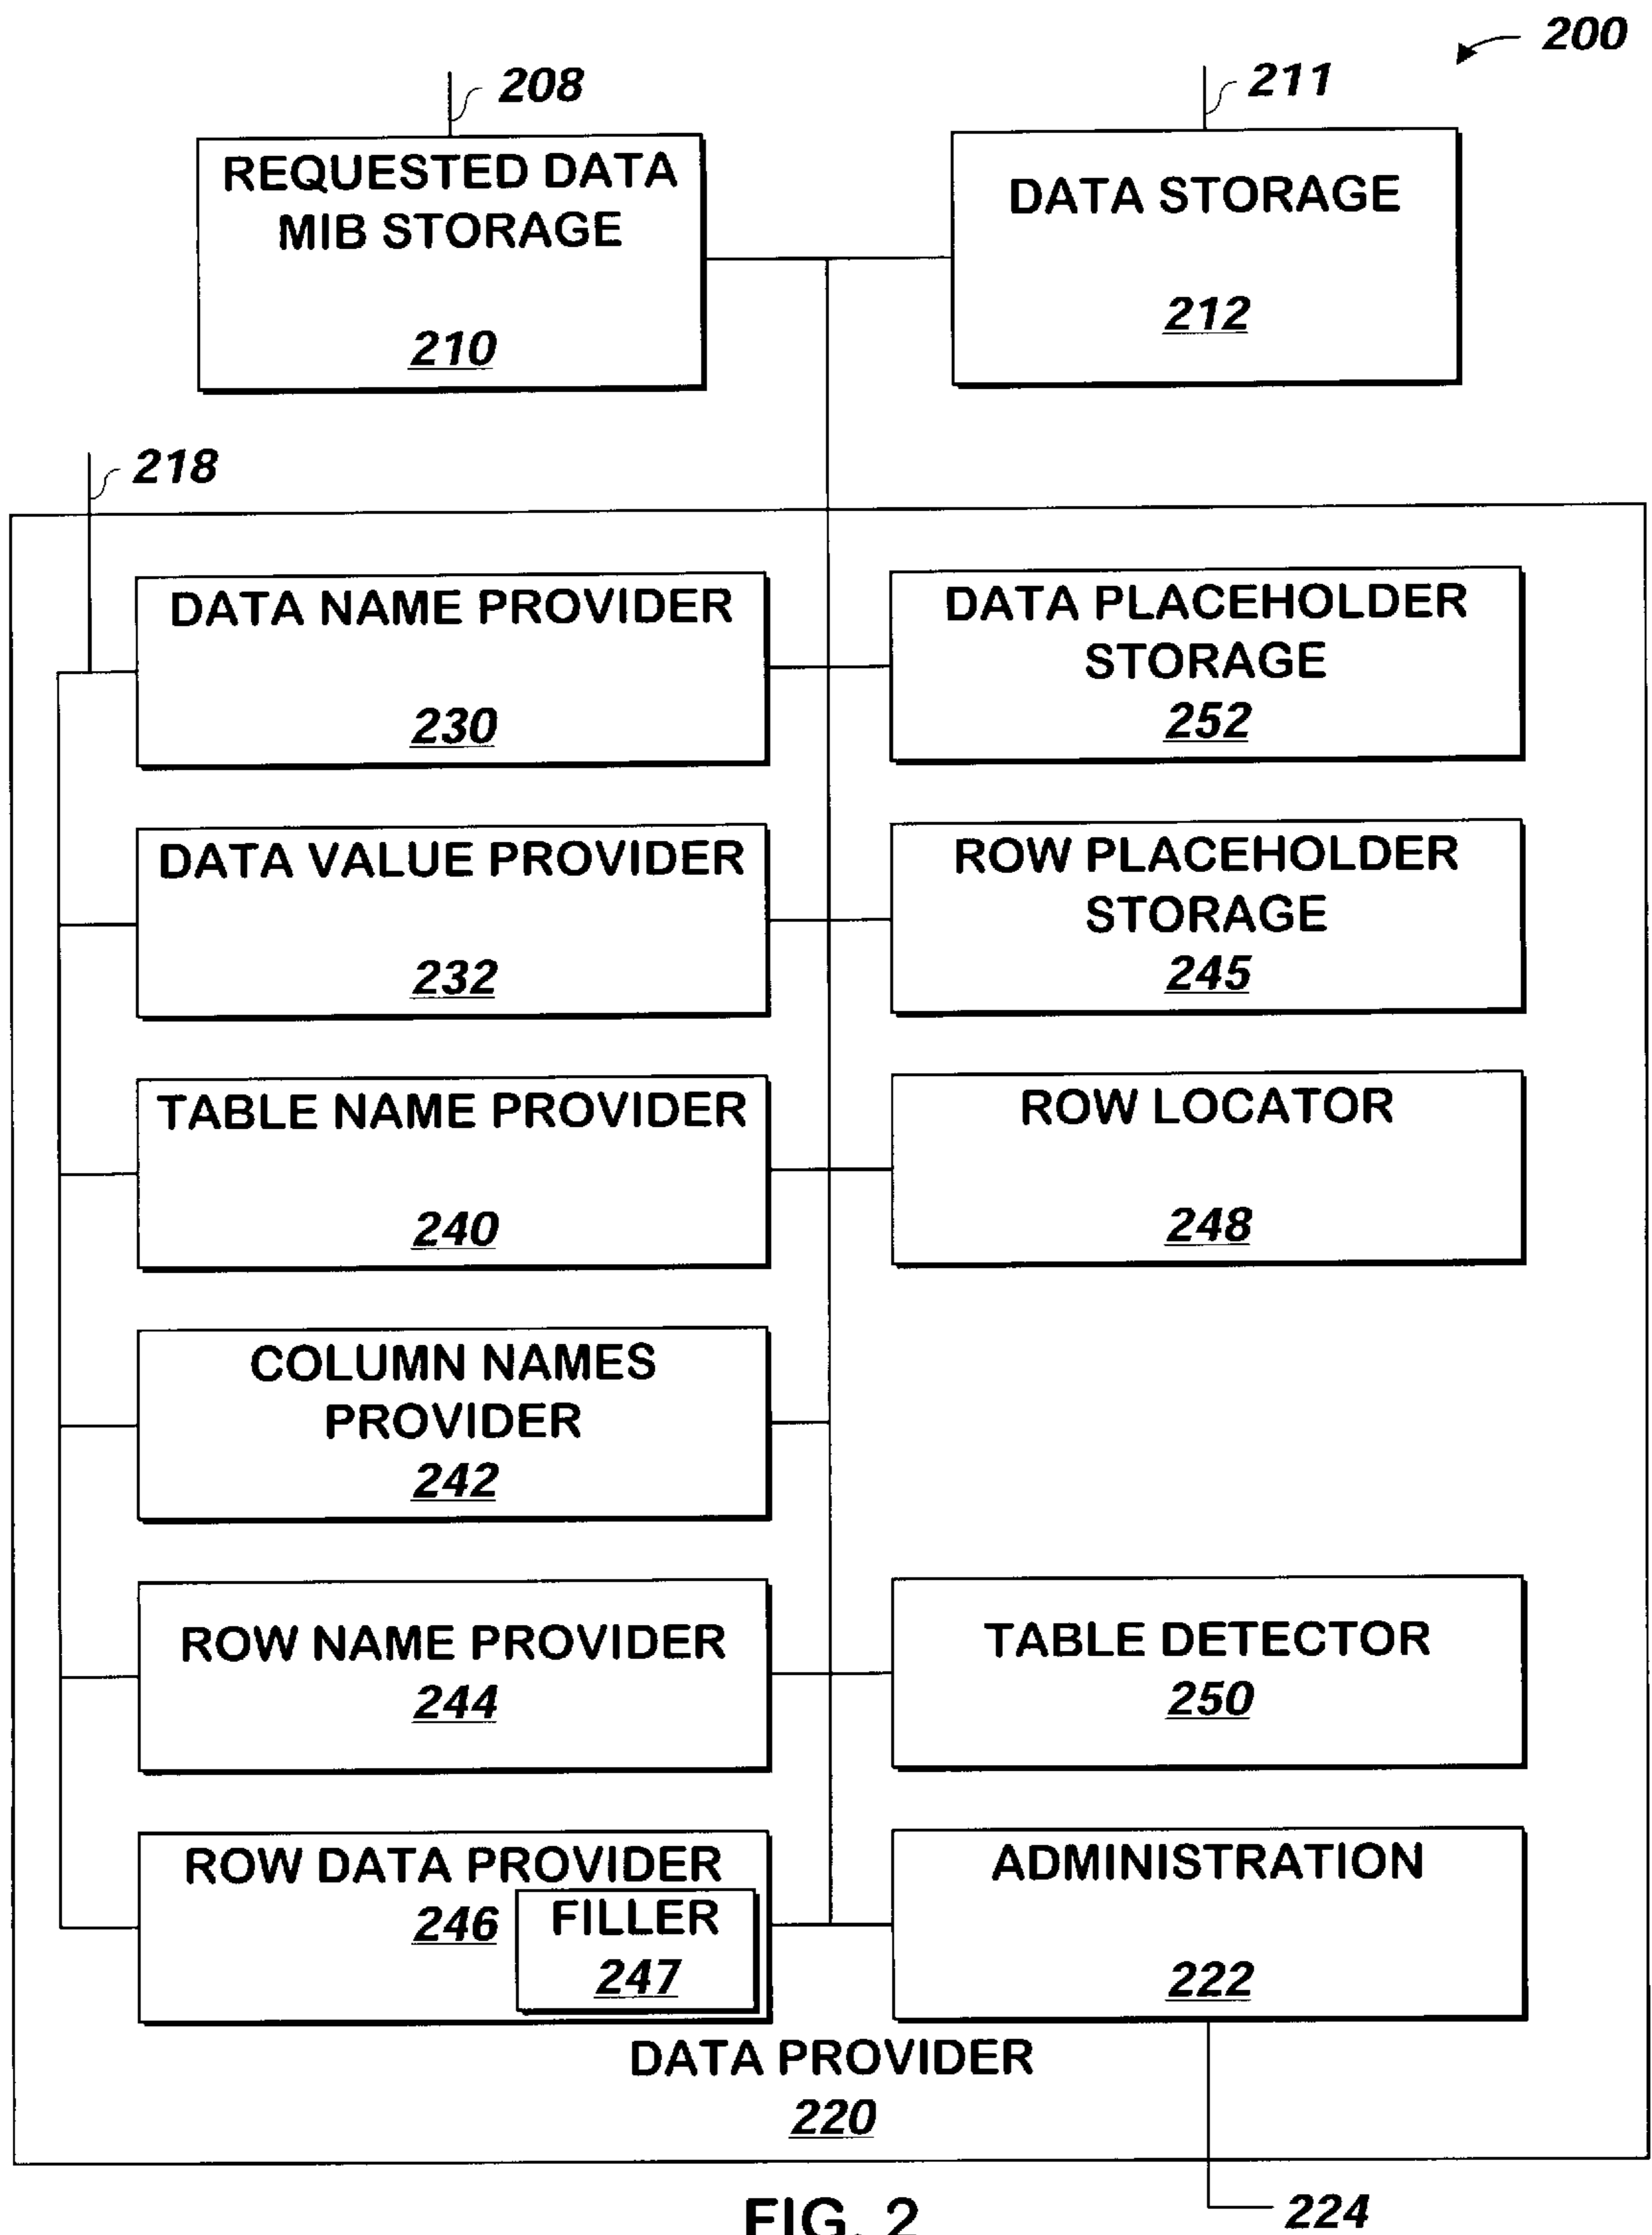 200
208
211
REQUESTED DATA
MIB STORAGE
210
DATA STORAGE
212
218
DATA NAME PROVIDER
230
DATA PLACEHOLDER
STORAGE
252
DATA VALUE PROVIDER
232
ROW PLACEHOLDER
STORAGE
245
TABLE NAME PROVIDER
240
ROW LOCATOR
248
COLUMN NAMES
PROVIDER
242
ROW NAME PROVIDER
244
TABLE DETECTOR
250
ROW DATA PROVIDER
246
FILLER
247
ADMINISTRATION
222
DATA PROVIDER
220
224
FIG. 2